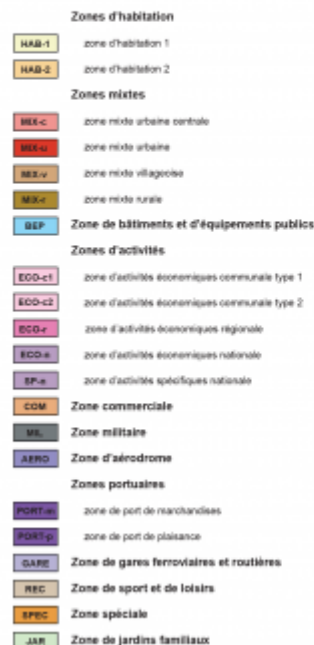 Zones d'habitation
HAB-1 zone d'habitation 1
HAB-2 zone d'habitation 2
Zones mixtes
MIX-c zone mixte urbaine centrale
MIX-u zone mixte urbaine
MIX-v zone mixte villageoise
MIX-r zone mixte rurale
BEP Zone de bâtiments et d'équipements publics
Zones d'activités
ECO-c1 zone d'activités économiques communale type 1
ECO-c2 zone d'activités économiques communale type 2
ECO-r zone d'activités économiques régionale
ECO-n zone d'activités économiques nationale
SP-n zone d'activités spécifiques nationale
COM Zone commerciale
MIL Zone militaire
AERO Zone d'aérodrome
Zones portuaires
PORT-m zone de port de marchandises
PORT-p zone de port de plaisance
GARE Zone de gares ferroviaires et routières
REC Zone de sport et de loisirs
SPEC Zone spéciale
JAR Zone de jardins familiaux